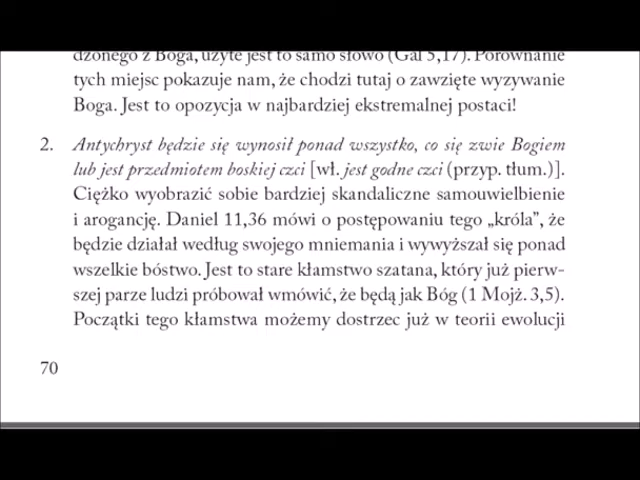 dzonego z Boga, użyte jest to samo słowo (Gal 5,17). Porównanie
tych miejsc pokazuje nam, że chodzi tutaj o zawzięte wyzywanie
Boga. Jest to opozycja w najbardziej ekstremalnej postaci!
2. Antychryst będzie się wynosił ponad wszystko, co się zwie Bogiem
lub jest przedmiotem boskiej czci [wł. jest godne czci (przyp. tłum.)].
Ciężko wyobrazić sobie bardziej skandaliczne samouwielbienie
i arogancję. Daniel 11,36 mówi o postępowaniu tego „króla”, że
będzie działał według swojego mniemania i wywyższał się ponad
wszelkie bóstwo. Jest to stare kłamstwo szatana, który już pierw-
szej parze ludzi próbował wmówić, że będą jak Bóg (1 Mojż. 3,5).
Początki tego kłamstwa możemy dostrzec już w teorii ewolucji
70